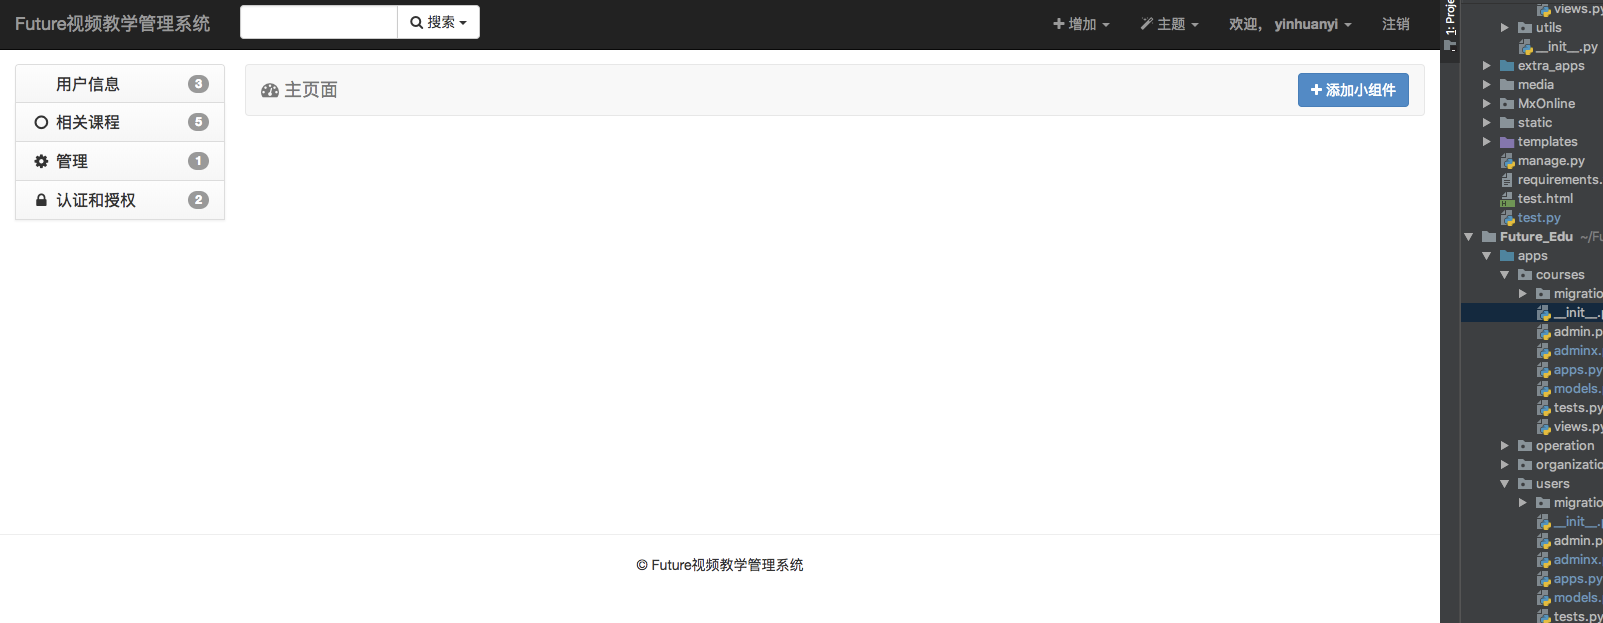 Future视频教学管理系统
搜索
增加
主题
欢迎， yinhuanyi
注销
用户信息 3
相关课程 5
管理 1
认证和授权 2
主页面
添加小组件
© Future视频教学管理系统
1: Proje
views.py
utils
__init__.py
extra_apps
media
MxOnline
static
templates
manage.py
requirements.
test.html
test.py
Future_Edu ~/Fu
apps
courses
migratio
__init__.p
admin.p
adminx.
apps.py
models.
tests.py
views.py
operation
organizatio
users
migratio
__init__.p
admin.p
adminx.
apps.py
models.
tests.py